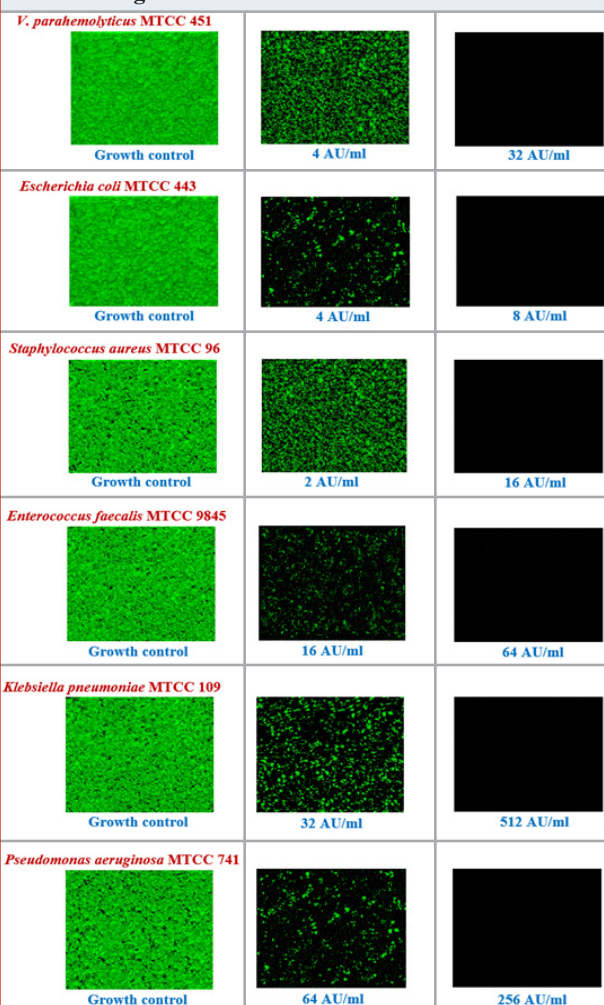 V. parahemolyticus MTCC 451
Growth control
4 AU/ml
32 AU/ml
Escherichia coli MTCC 443
Growth control
4 AU/ml
8 AU/ml
Staphylococcus aureus MTCC 96
Growth control
2 AU/ml
16 AU/ml
Enterococcus faecalis MTCC 9845
Growth control
16 AU/ml
64 AU/ml
Klebsiella pneumoniae MTCC 109
Growth control
32 AU/ml
512 AU/ml
Pseudomonas aeruginosa MTCC 741
Growth control
64 AU/ml
256 AU/ml